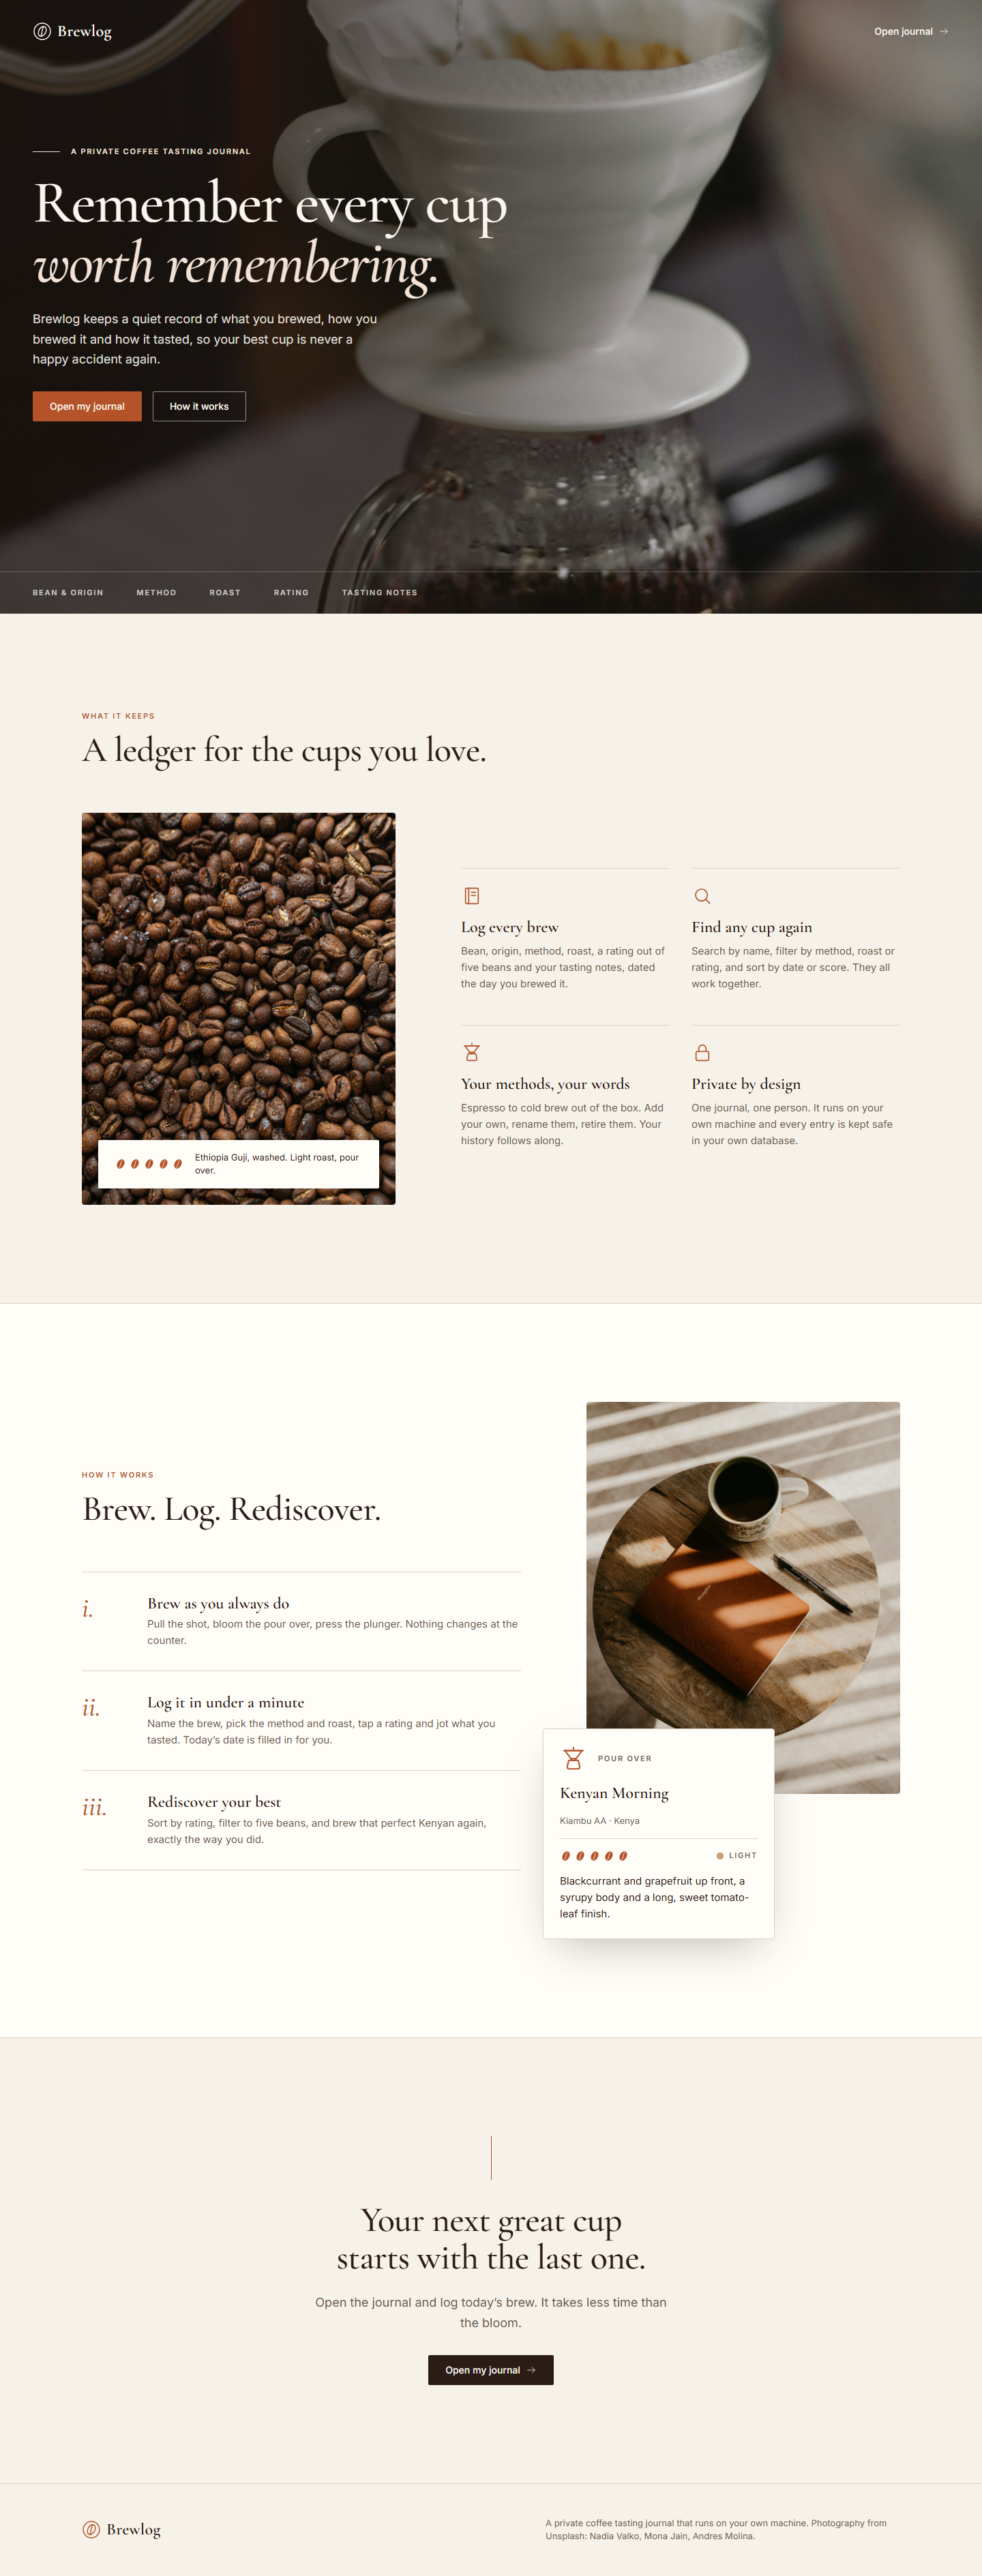 Brewlog
Open journal
A PRIVATE COFFEE TASTING JOURNAL
Remember every cup
worth remembering.
Brewlog keeps a quiet record of what you brewed, how you
brewed it and how it tasted, so your best cup is never a
happy accident again.
Open my journal
How it works
BEAN & ORIGIN
METHOD
ROAST
RATING
TASTING NOTES
WHAT IT KEEPS
A ledger for the cups you love.
Ethiopia Guji, washed. Light roast, pour
over.
Log every brew
Bean, origin, method, roast, a rating out of
five beans and your tasting notes, dated
the day you brewed it.
Find any cup again
Search by name, filter by method, roast or
rating, and sort by date or score. They all
work together.
Your methods, your words
Espresso to cold brew out of the box. Add
your own, rename them, retire them. Your
history follows along.
Private by design
One journal, one person. It runs on your
own machine and every entry is kept safe
in your own database.
HOW IT WORKS
Brew. Log. Rediscover.
i.
Brew as you always do
Pull the shot, bloom the pour over, press the plunger. Nothing changes at the
counter.
ii.
Log it in under a minute
Name the brew, pick the method and roast, tap a rating and jot what you
tasted. Today’s date is filled in for you.
iii.
Rediscover your best
Sort by rating, filter to five beans, and brew that perfect Kenyan again,
exactly the way you did.
POUR OVER
Kenyan Morning
Kiambu AA · Kenya
LIGHT
Blackcurrant and grapefruit up front, a
syrupy body and a long, sweet tomato-
leaf finish.
Your next great cup
starts with the last one.
Open the journal and log today’s brew. It takes less time than
the bloom.
Open my journal
Brewlog
A private coffee tasting journal that runs on your own machine. Photography from
Unsplash: Nadia Valko, Mona Jain, Andres Molina.